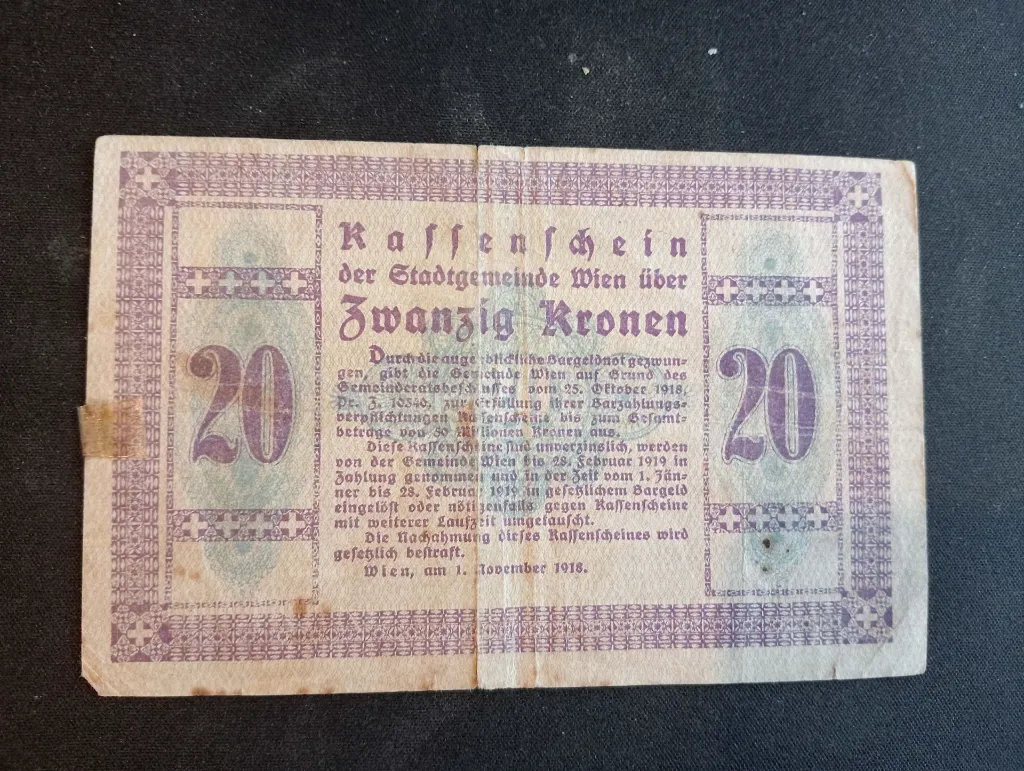 Kassenschein
der Stadtgemeinde Wien über
Zwanzig Kronen
20
20
Durch die augenblickliche Bargeldnot gezwun-
gen, gibt die Gemeinde Wien auf Grund des
Gemeinderatsbeschlusses vom 25. Oktober 1918,
Pr. Z. 10340, zur Erfüllung ihrer Barzahlungs-
verpflichtungen Kassenscheine bis zum Gesamt-
betrage von 50 Millionen Kronen aus.
Diese Kassenscheine sind unverzinslich, werden
von der Gemeinde Wien bis 28. Februar 1919 in
Zahlung genommen und in der Zeit vom 1. Jän-
ner bis 28. Februar 1919 in gesetzlichem Bargeld
eingelöst oder nötigenfalls gegen Kassenscheine
mit weiterer Laufzeit umgetauscht.
Die Nachahmung dieses Kassenscheines wird
gesetzlich bestraft.
Wien, am 1. November 1918.